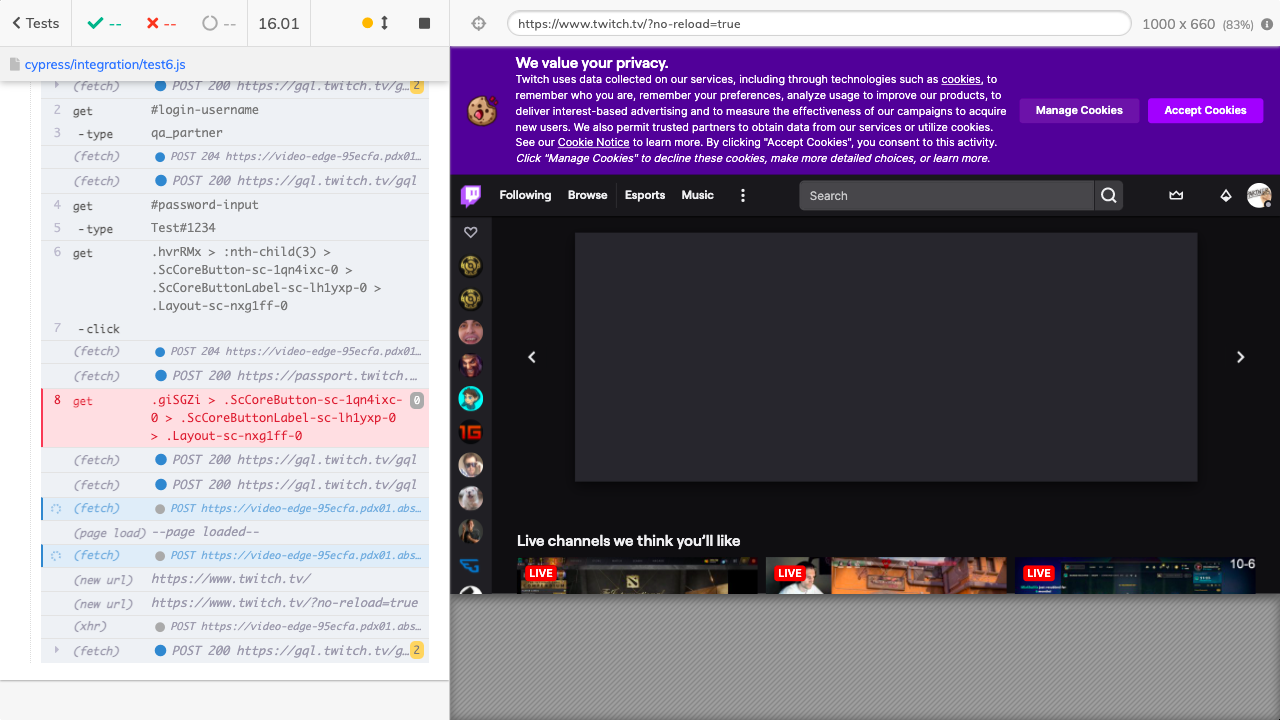 Tests
--
--
--
16.01
https://www.twitch.tv/?no-reload=true
1000 x 660 (83%)
cypress/integration/test6.js
(fetch) POST 200 https://gql.twitch.tv/g… 2
2 get #login-username
3 -type qa_partner
(fetch) POST 204 https://video-edge-95ecfa.pdx01…
(fetch) POST 200 https://gql.twitch.tv/gql
4 get #password-input
5 -type Test#1234
6 get .hvrRMx > :nth-child(3) >
.ScCoreButton-sc-1qn4ixc-0 >
.ScCoreButtonLabel-sc-lh1yxp-0 >
.Layout-sc-nxg1ff-0
7 -click
(fetch) POST 204 https://video-edge-95ecfa.pdx01…
(fetch) POST 200 https://passport.twitch.…
8 get .giSGZi > .ScCoreButton-sc-1qn4ixc- 0
0 > .ScCoreButtonLabel-sc-lh1yxp-0
> .Layout-sc-nxg1ff-0
(fetch) POST 200 https://gql.twitch.tv/gql
(fetch) POST 200 https://gql.twitch.tv/gql
(fetch) POST https://video-edge-95ecfa.pdx01.abs…
(page load) --page loaded--
(fetch) POST https://video-edge-95ecfa.pdx01.abs…
(new url) https://www.twitch.tv/
(new url) https://www.twitch.tv/?no-reload=true
(xhr) POST https://video-edge-95ecfa.pdx01.abs…
(fetch) POST 200 https://gql.twitch.tv/g… 2
We value your privacy.
Twitch uses data collected on our services, including through technologies such as cookies, to
remember who you are, remember your preferences, analyze usage to improve our products, to
deliver interest-based advertising and to measure the effectiveness of our campaigns to acquire
new users. We also permit trusted partners to obtain data from our services or utilize cookies.
See our Cookie Notice to learn more. By clicking "Accept Cookies", you consent to this activity.
Click "Manage Cookies" to decline these cookies, make more detailed choices, or learn more.
Manage Cookies
Accept Cookies
Following Browse Esports Music
Search
Live channels we think you'll like
LIVE
LIVE
LIVE
10-6